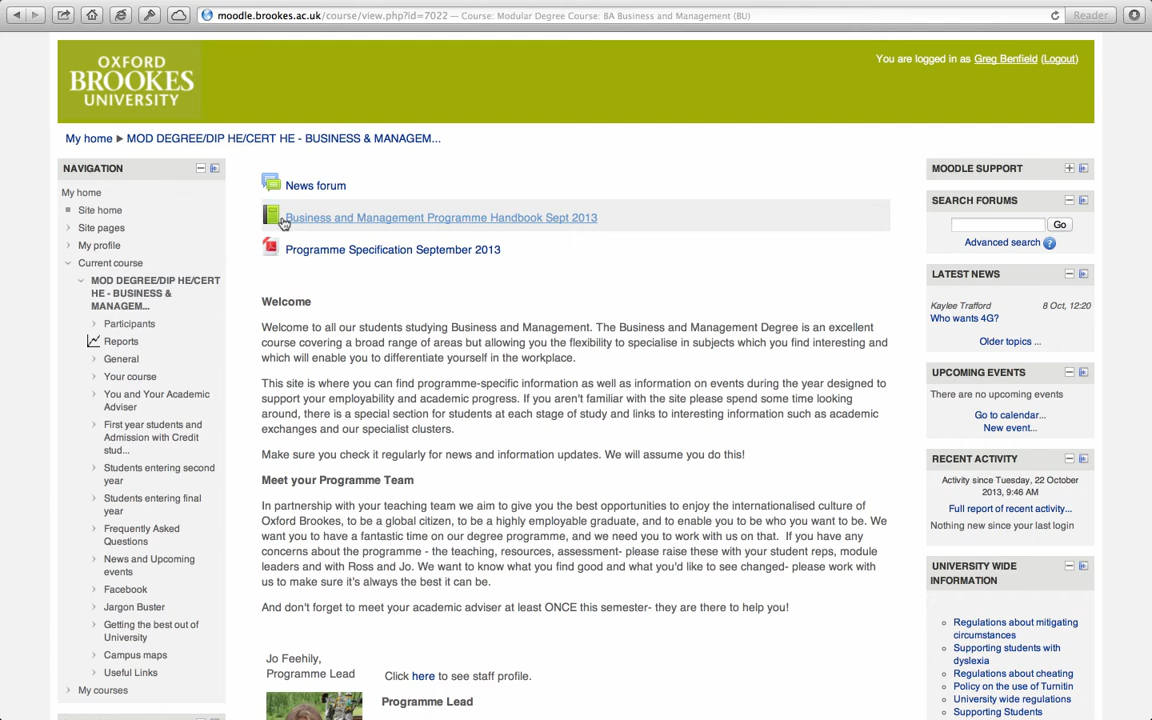 moodle.brookes.ac.uk/course/view.php?id=7022 — Course: Modular Degree Course: BA Business and Management (BU)
Reader
OXFORD
BROOKES
UNIVERSITY
You are logged in as Greg Benfield (Logout)
My home ► MOD DEGREE/DIP HE/CERT HE - BUSINESS & MANAGEM...
NAVIGATION
My home
Site home
Site pages
My profile
Current course
MOD DEGREE/DIP HE/CERT
HE - BUSINESS &
MANAGEM...
Participants
Reports
General
Your course
You and Your Academic
Adviser
First year students and
Admission with Credit
stud...
Students entering second
year
Students entering final
year
Frequently Asked
Questions
News and Upcoming
events
Facebook
Jargon Buster
Getting the best out of
University
Campus maps
Useful Links
My courses
News forum
Business and Management Programme Handbook Sept 2013
Programme Specification September 2013
Welcome
Welcome to all our students studying Business and Management. The Business and Management Degree is an excellent
course covering a broad range of areas but allowing you the flexibility to specialise in subjects which you find interesting and
which will enable you to differentiate yourself in the workplace.
This site is where you can find programme-specific information as well as information on events during the year designed to
support your employability and academic progress. If you aren't familiar with the site please spend some time looking
around, there is a special section for students at each stage of study and links to interesting information such as academic
exchanges and our specialist clusters.
Make sure you check it regularly for news and information updates. We will assume you do this!
Meet your Programme Team
In partnership with your teaching team we aim to give you the best opportunities to enjoy the internationalised culture of
Oxford Brookes, to be a global citizen, to be a highly employable graduate, and to enable you to be who you want to be. We
want you to have a fantastic time on our degree programme, and we need you to work with us on that. If you have any
concerns about the programme - the teaching, resources, assessment- please raise these with your student reps, module
leaders and with Ross and Jo. We want to know what you find good and what you'd like to see changed- please work with
us to make sure it's always the best it can be.
And don't forget to meet your academic adviser at least ONCE this semester- they are there to help you!
Jo Feehily,
Programme Lead
Click here to see staff profile.
Programme Lead
MOODLE SUPPORT
SEARCH FORUMS
Go
Advanced search ?
LATEST NEWS
Kaylee Trafford 8 Oct, 12:20
Who wants 4G?
Older topics ...
UPCOMING EVENTS
There are no upcoming
events
Go to calendar...
New event...
RECENT ACTIVITY
Activity since Tuesday, 22 October
2013, 9:46 AM
Full report of recent activity...
Nothing new since your last login
UNIVERSITY WIDE
INFORMATION
Regulations about mitigating
circumstances
Supporting students with
dyslexia
Regulations about cheating
Policy on the use of Turnitin
University wide regulations
Supporting Students